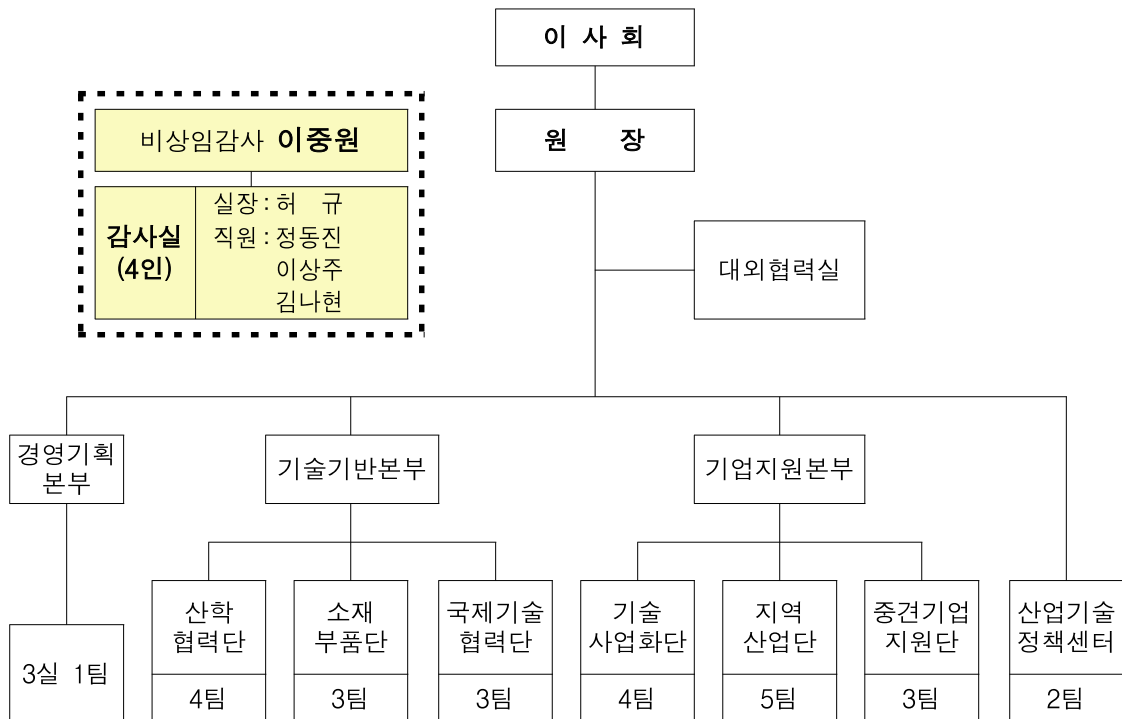 이 사 회
비상임감사 이중원
원 장
감사실
(4인)
실장 : 허 규
직원 : 정동진
이상주
김나현
대외협력실
경영기획
본부
기술기반본부
기업지원본부
3실 1팀
산학
협력단
4팀
소재
부품단
3팀
국제기술
협력단
3팀
기술
사업화단
4팀
지역
산업단
5팀
중견기업
지원단
3팀
산업기술
정책센터
2팀